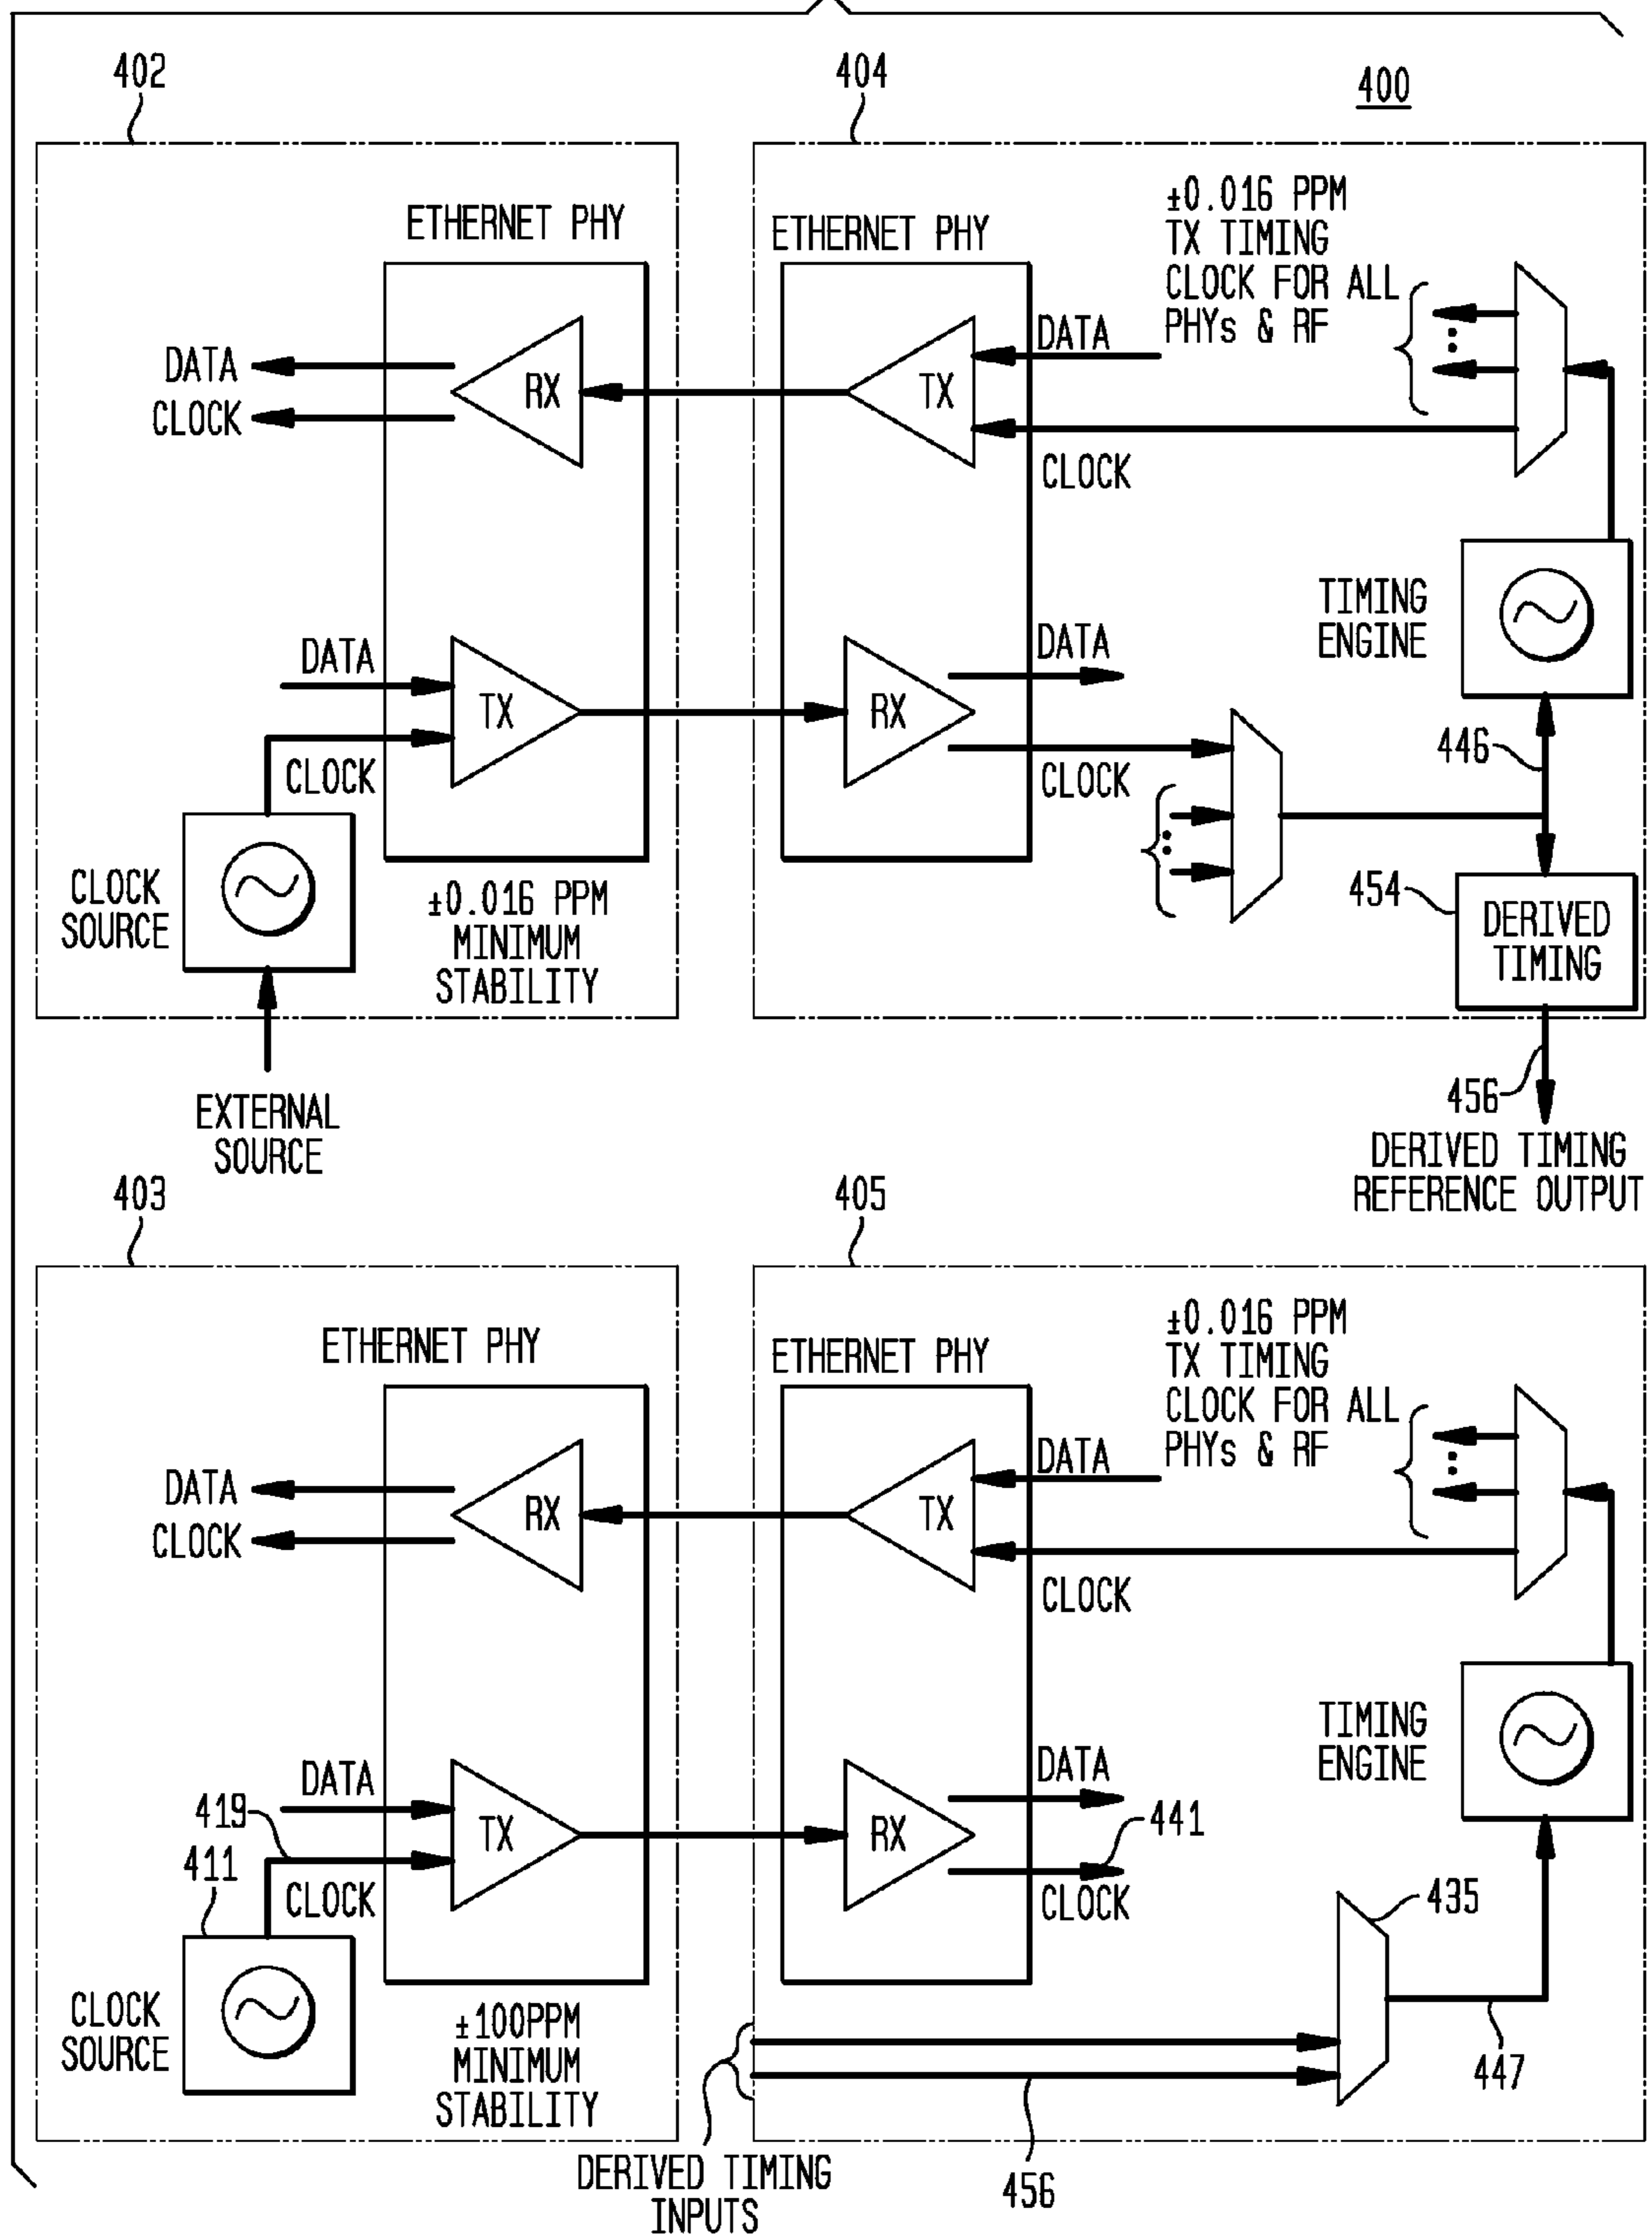 402
404
400
ETHERNET PHY
ETHERNET PHY
±0.016 PPM
TX TIMING
CLOCK FOR ALL
PHYs & RF
DATA
CLOCK
RX
TX
DATA
CLOCK
TIMING
ENGINE
DATA
TX
CLOCK
RX
DATA
CLOCK
446
CLOCK
SOURCE
±0.016 PPM
MINIMUM
STABILITY
454
DERIVED
TIMING
EXTERNAL
SOURCE
456
DERIVED TIMING
REFERENCE OUTPUT
403
405
ETHERNET PHY
ETHERNET PHY
±0.016 PPM
TX TIMING
CLOCK FOR ALL
PHYs & RF
DATA
CLOCK
RX
TX
DATA
CLOCK
TIMING
ENGINE
DATA
419
411
TX
CLOCK
RX
DATA
441
CLOCK
435
CLOCK
SOURCE
±100PPM
MINIMUM
STABILITY
447
DERIVED TIMING
INPUTS
456